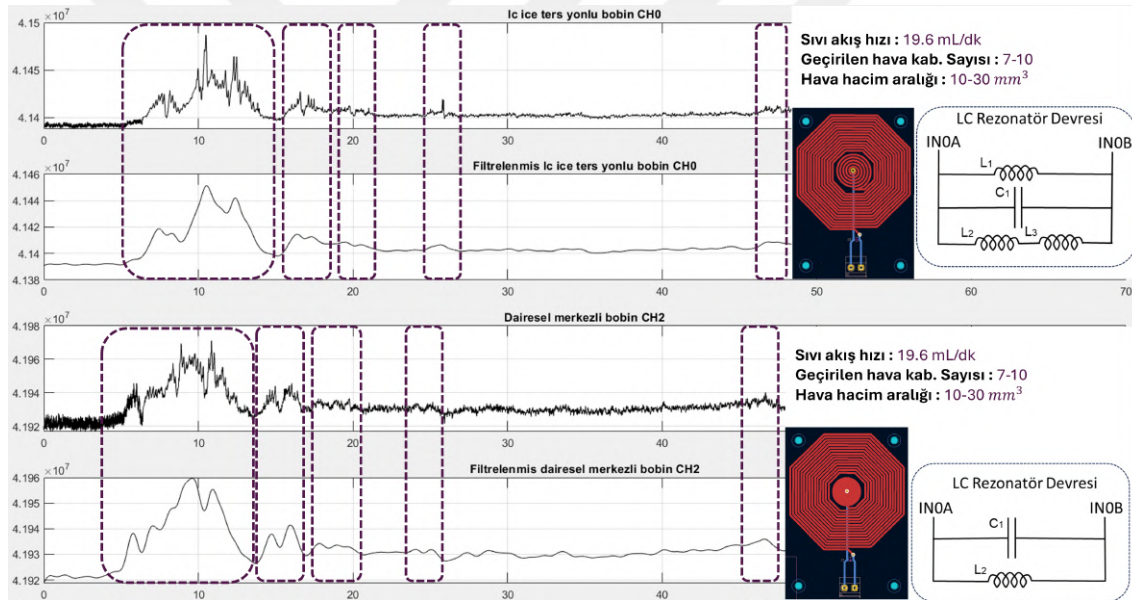 Ic ice ters yonlu bobin CH0
×10⁷
4.15
4.145
4.14
0 10 20 30 40
Filtrelenmis Ic ice ters yonlu bobin CH0
×10⁷
4.146
4.144
4.142
4.14
4.138
0 10 20 30 40 50 60 70
Sıvı akış hızı : 19.6 mL/dk
Geçirilen hava kab. Sayısı : 7-10
Hava hacim aralığı : 10-30 mm³
LC Rezonatör Devresi
IN0A IN0B
L1
C1
L2 L3
Dairesel merkezli bobin CH2
×10⁷
4.198
4.196
4.194
4.192
0 10 20 30 40
Filtrelenmis dairesel merkezli bobin CH2
×10⁷
4.196
4.195
4.194
4.193
4.192
0 10 20 30 40
Sıvı akış hızı : 19.6 mL/dk
Geçirilen hava kab. Sayısı : 7-10
Hava hacim aralığı : 10-30 mm³
LC Rezonatör Devresi
IN0A IN0B
C1
L2